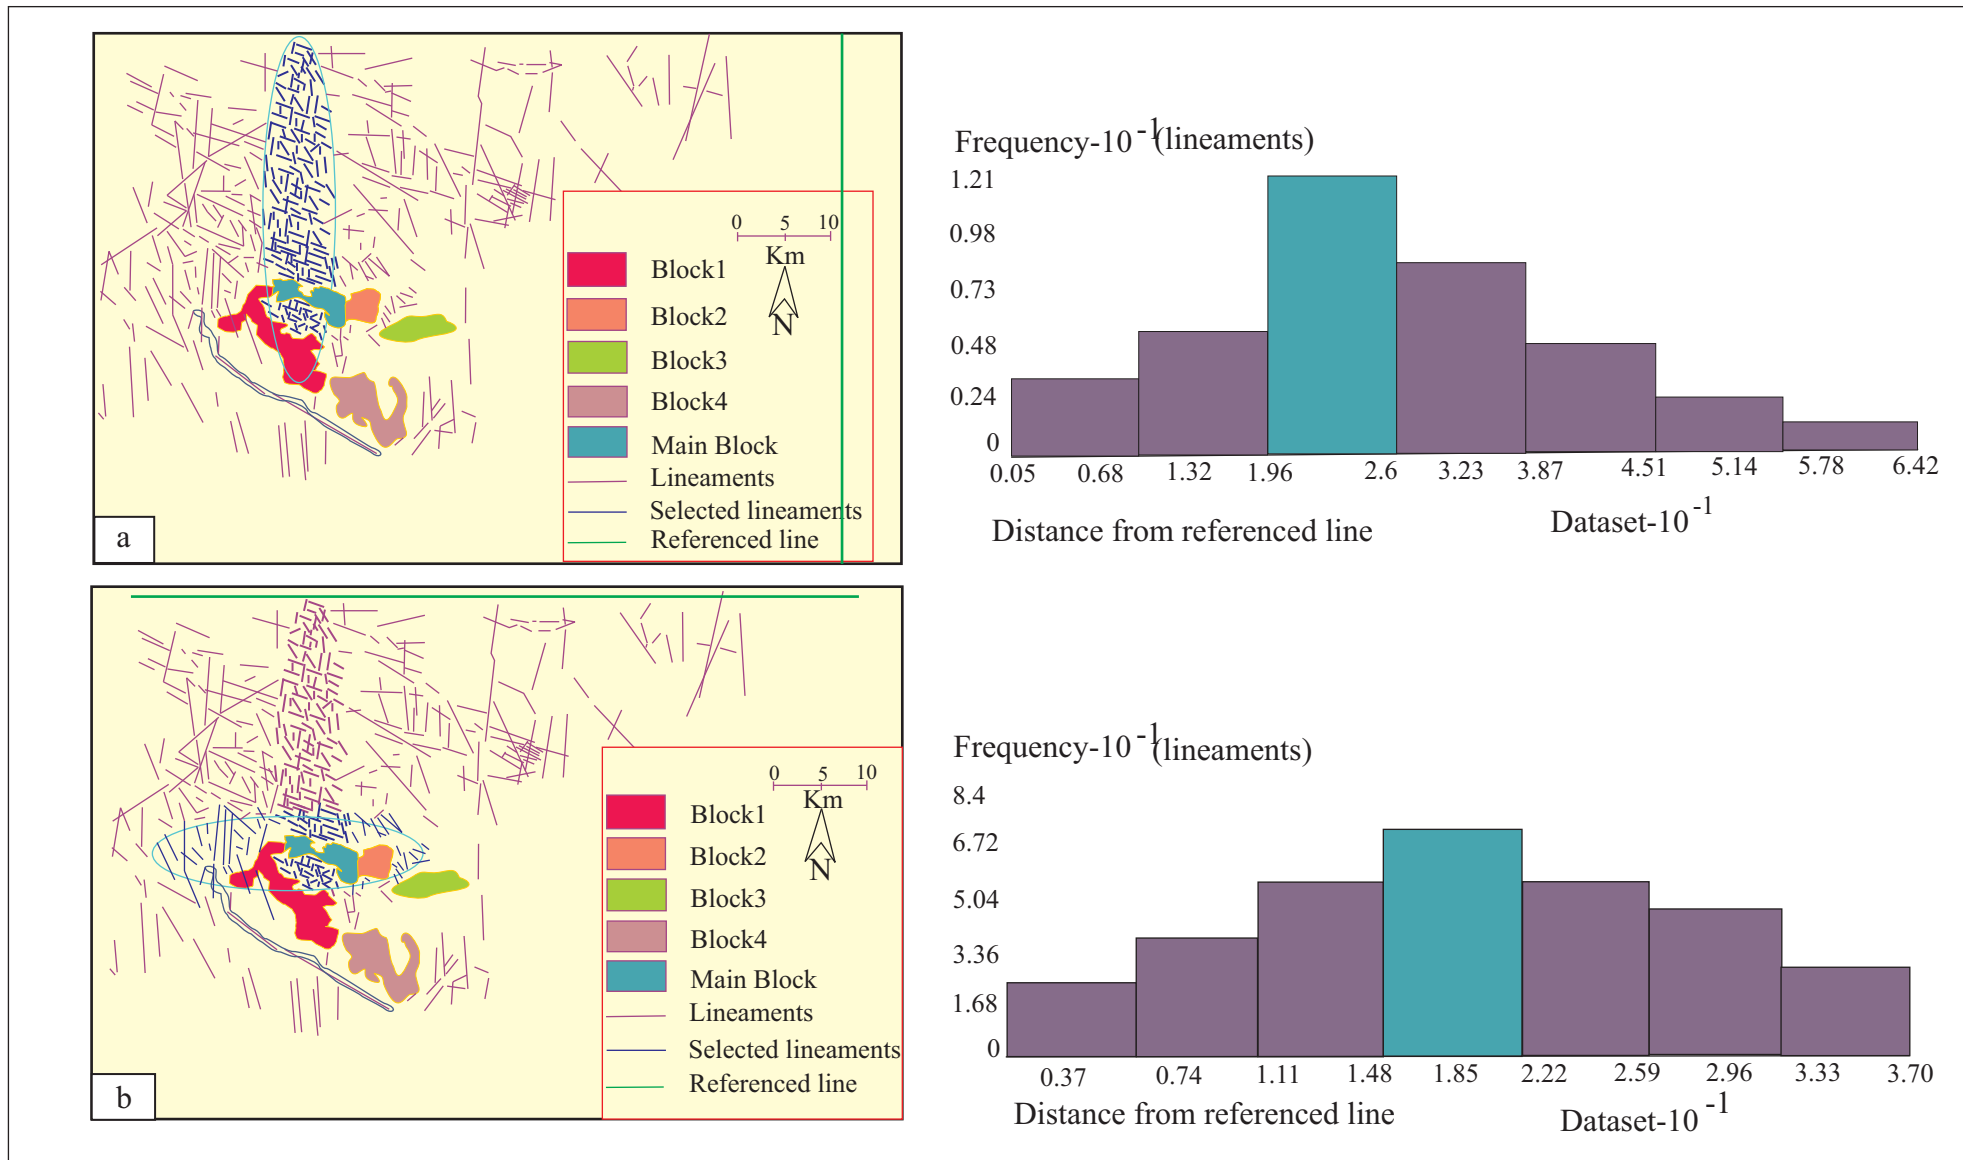 0 5 10
Km
N
Block1
Block2
Block3
Block4
Main Block
Lineaments
Selected lineaments
Referenced line
a
Frequency-10⁻¹(lineaments)
1.21
0.98
0.73
0.48
0.24
0
0.05 0.68 1.32 1.96 2.6 3.23 3.87 4.51 5.14 5.78 6.42
Distance from referenced line Dataset-10⁻¹
0 5 10
Km
N
Block1
Block2
Block3
Block4
Main Block
Lineaments
Selected lineaments
Referenced line
b
Frequency-10⁻¹(lineaments)
8.4
6.72
5.04
3.36
1.68
0
0.37 0.74 1.11 1.48 1.85 2.22 2.59 2.96 3.33 3.70
Distance from referenced line Dataset-10⁻¹